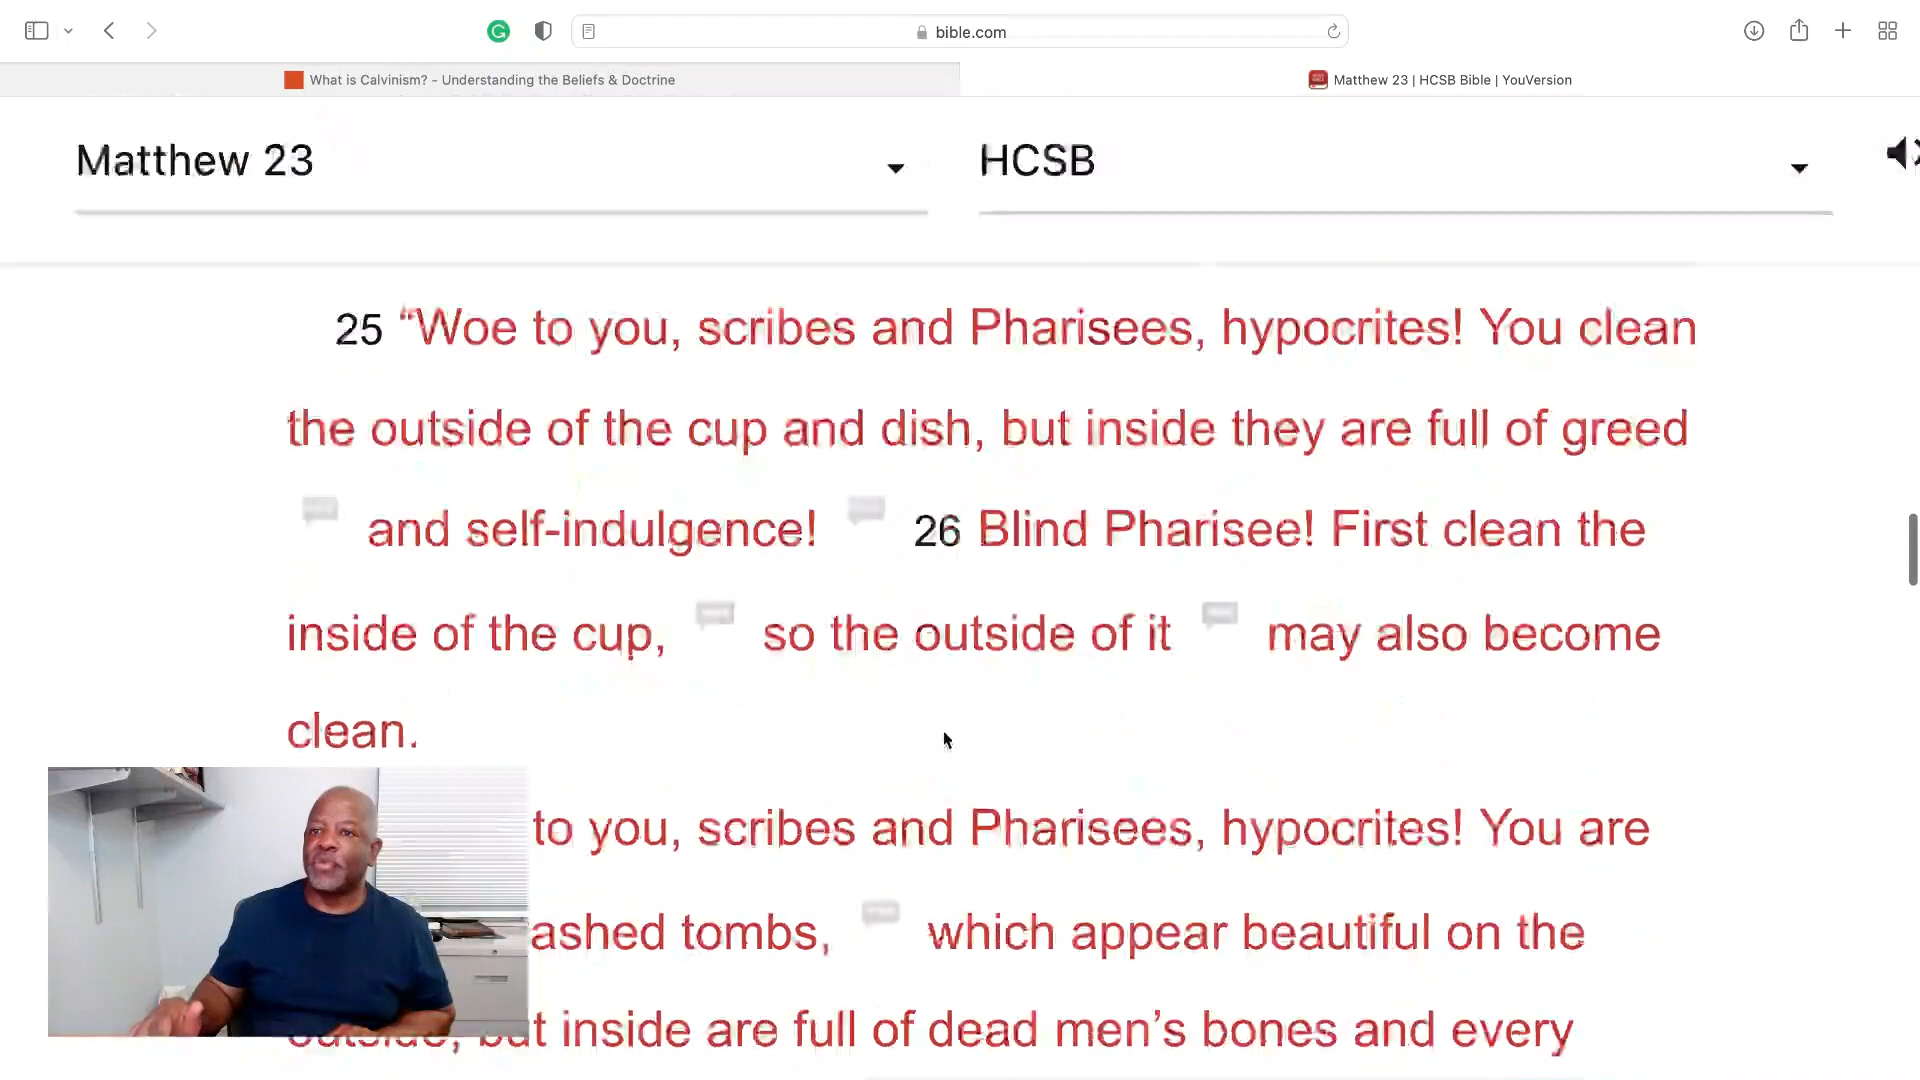 bible.com
What is Calvinism? - Understanding the Beliefs & Doctrine
Matthew 23 | HCSB Bible | YouVersion
Matthew 23
HCSB
25 “Woe to you, scribes and Pharisees, hypocrites! You clean
the outside of the cup and dish, but inside they are full of greed
and self-indulgence! 26 Blind Pharisee! First clean the
inside of the cup, so the outside of it may also become
clean.
to you, scribes and Pharisees, hypocrites! You are
ashed tombs, which appear beautiful on the
outside, but inside are full of dead men’s bones and every